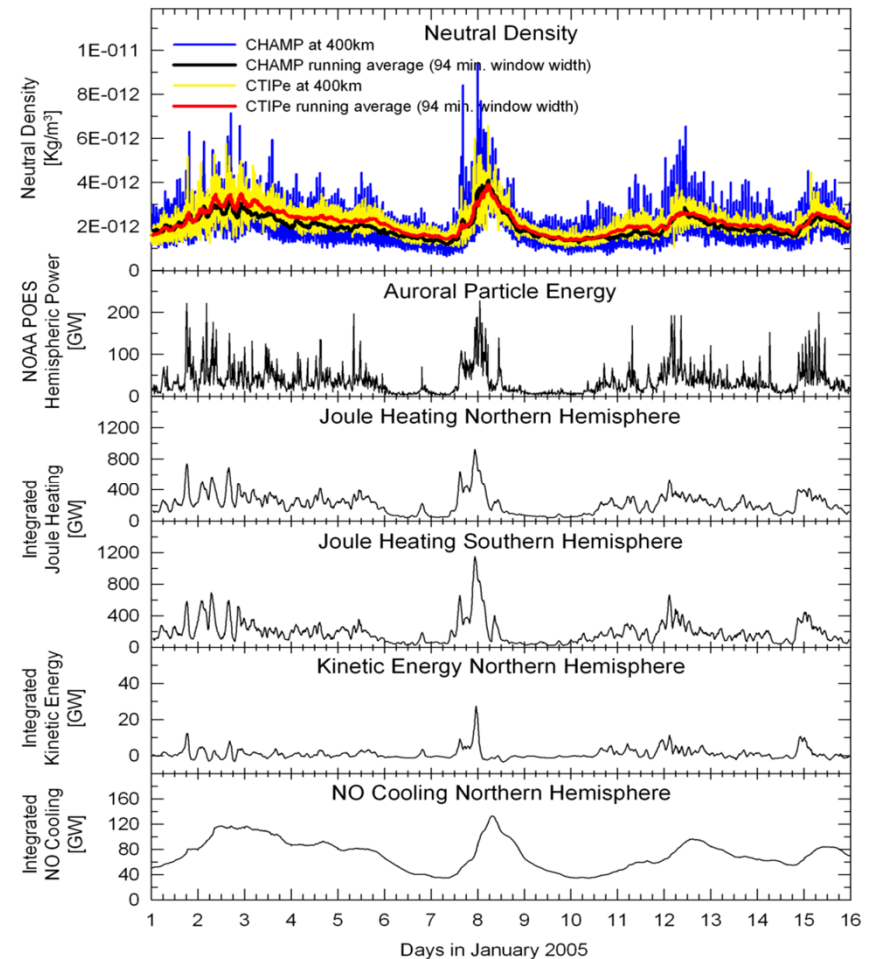 Neutral Density
CHAMP at 400km
CHAMP running average (94 min. window width)
CTIPe at 400km
CTIPe running average (94 min. window width)
Neutral Density
[Kg/m³]
1E-011
8E-012
6E-012
4E-012
2E-012
0
Auroral Particle Energy
NOAA POES
Hemispheric Power
[GW]
200
100
0
Joule Heating Northern Hemisphere
1200
800
400
0
Integrated
Joule Heating
[GW]
Joule Heating Southern Hemisphere
1200
800
400
0
Kinetic Energy Northern Hemisphere
Integrated
Kinetic Energy
[GW]
40
20
0
NO Cooling Northern Hemisphere
Integrated
NO Cooling
[GW]
160
120
80
40
0
1 2 3 4 5 6 7 8 9 10 11 12 13 14 15 16
Days in January 2005